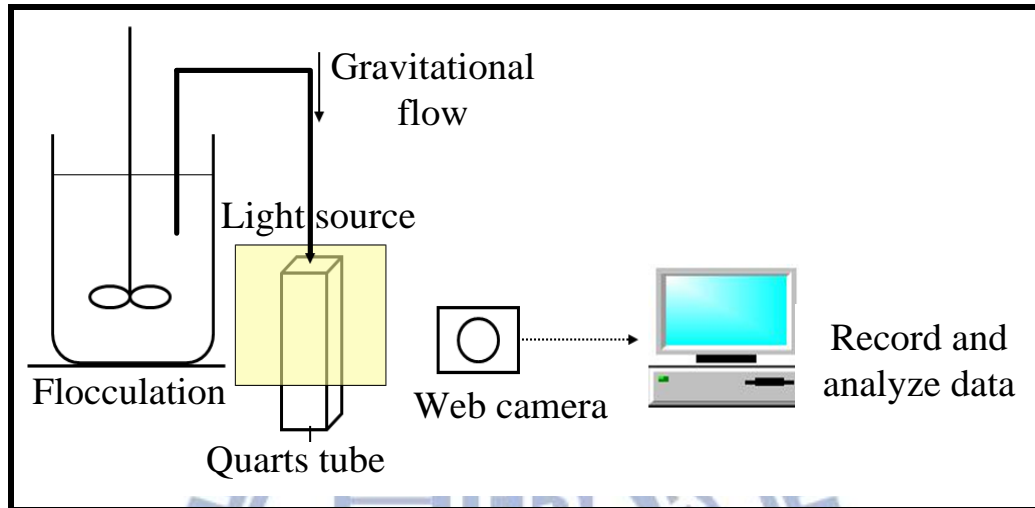 Gravitational
flow
Light source
Flocculation
Quarts tube
Web camera
Record and
analyze data